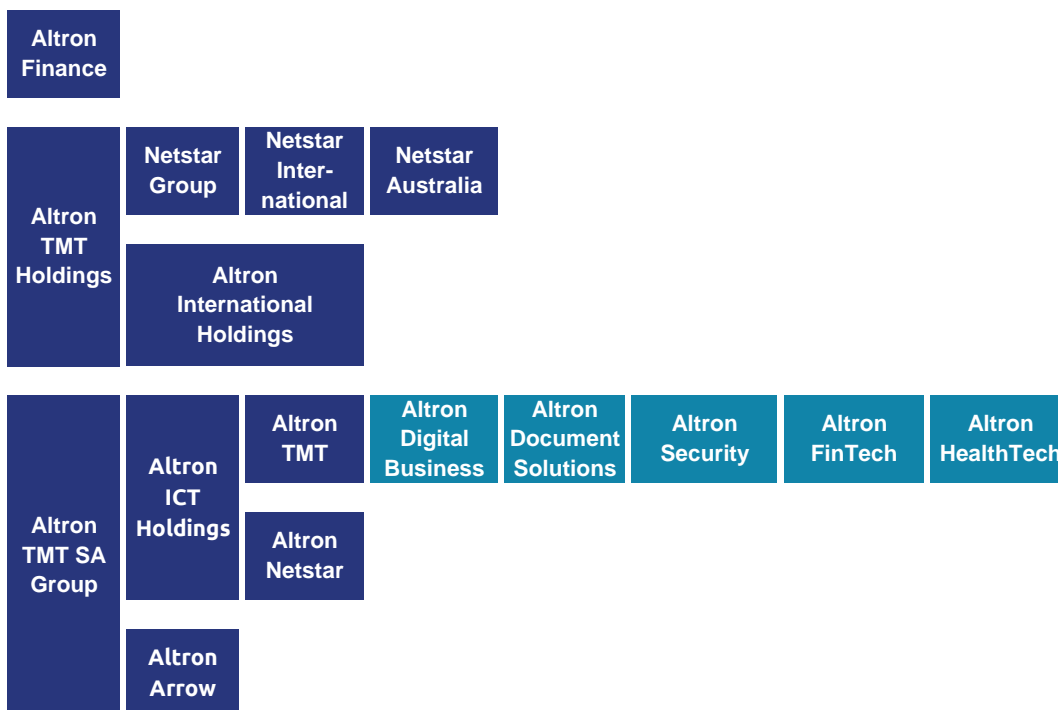 Altron
Finance
Altron
TMT
Holdings
Netstar
Group
Netstar
Inter-
national
Netstar
Australia
Altron
International
Holdings
Altron
TMT SA
Group
Altron
ICT
Holdings
Altron
TMT
Altron
Digital
Business
Altron
Document
Solutions
Altron
Security
Altron
FinTech
Altron
HealthTech
Altron
Netstar
Altron
Arrow